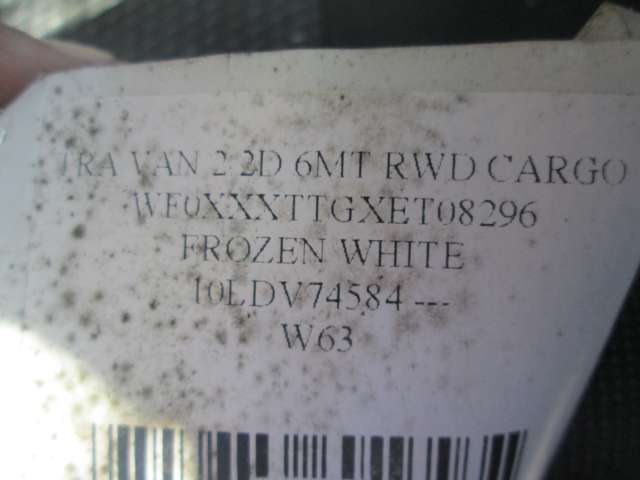 TRA VAN 2 2D 6MT RWD CARGO
WF0XXXTTGXET08296
FROZEN WHITE
10LDV74584 ---
W63